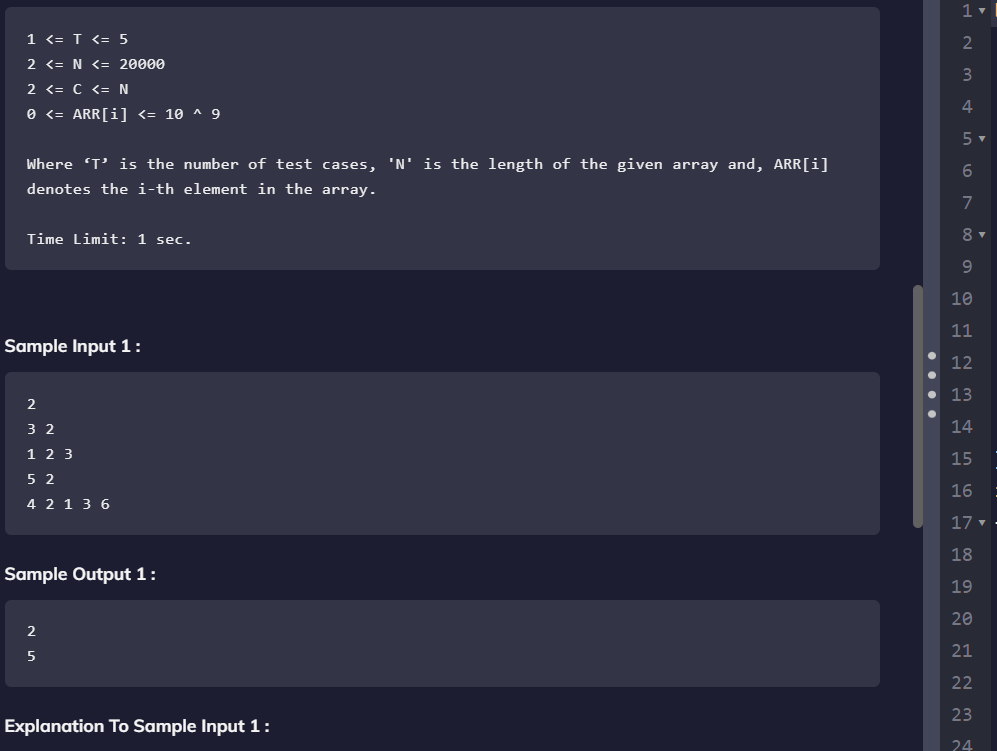 1 <= T <= 5
2 <= N <= 20000
2 <= C <= N
0 <= ARR[i] <= 10 ^ 9
Where ‘T’ is the number of test cases, 'N' is the length of the given array and, ARR[i]
denotes the i-th element in the array.
Time Limit: 1 sec.
Sample Input 1 :
2
3 2
1 2 3
5 2
4 2 1 3 6
Sample Output 1 :
2
5
Explanation To Sample Input 1 :
1
2
3
4
5
6
7
8
9
10
11
12
13
14
15
16
17
18
19
20
21
22
23
24